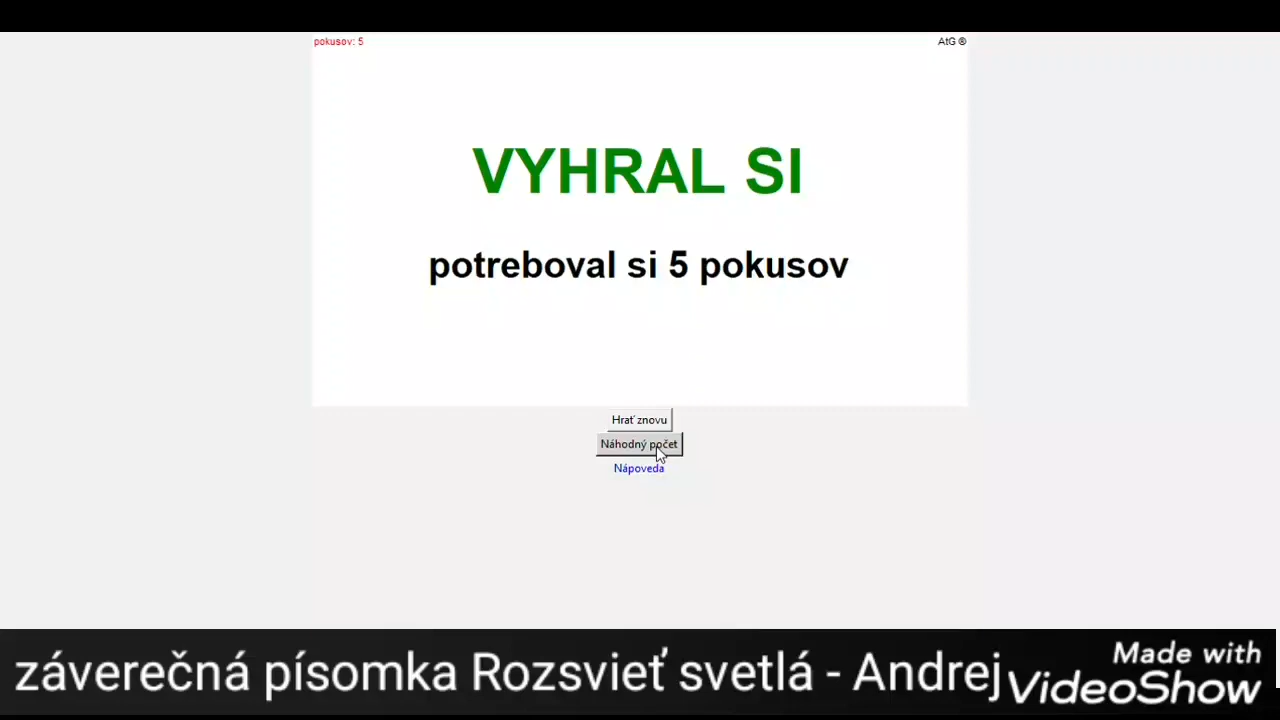 pokusov: 5
AtG ®
VYHRAL SI
potreboval si 5 pokusov
Hrať znovu
Náhodný počet
Nápoveda
záverečná písomka Rozsvieť svetlá - Andrej
Made with
VideoShow